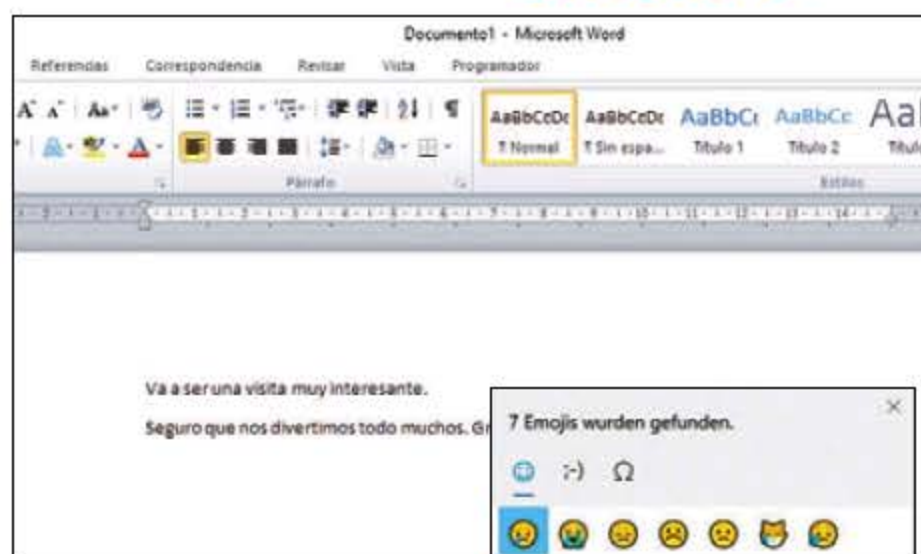 Documento1 - Microsoft Word
Referencias Correspondencia Revisar Vista Programador
AaBbCcDc AaBbCcDc AaBbCc AaBbCc
¶ Normal ¶ Sin espa... Título 1 Título 2
Párrafo Estilos
Va a ser una visita muy interesante.
Seguro que nos divertimos todo muchos.
7 Emojis wurden gefunden.
;-) Ω